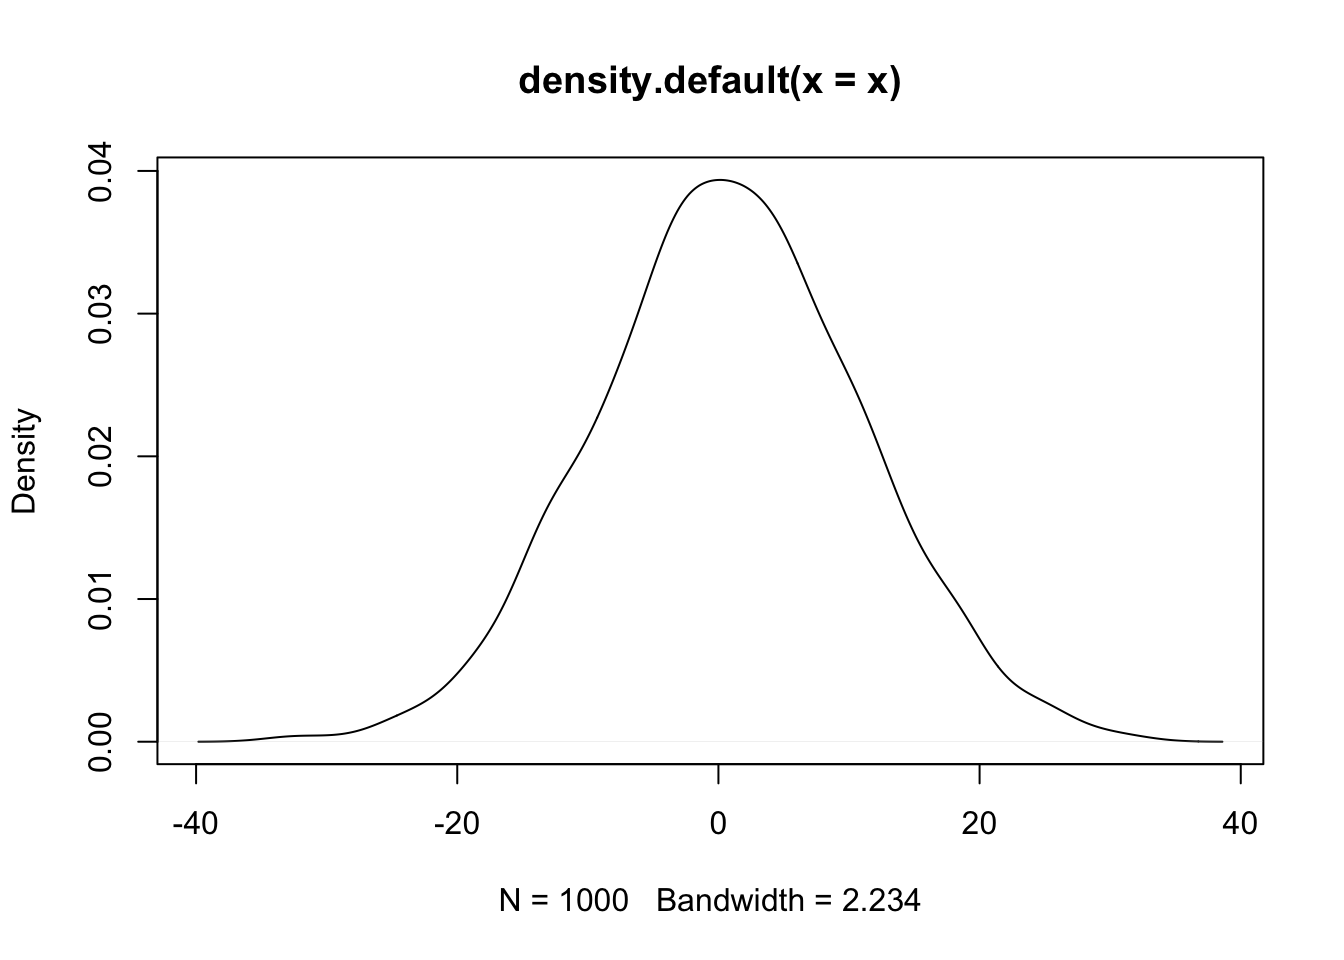 density.default(x = x)
Density
0.04
0.03
0.02
0.01
0.00
-40 -20 0 20 40
N = 1000 Bandwidth = 2.234